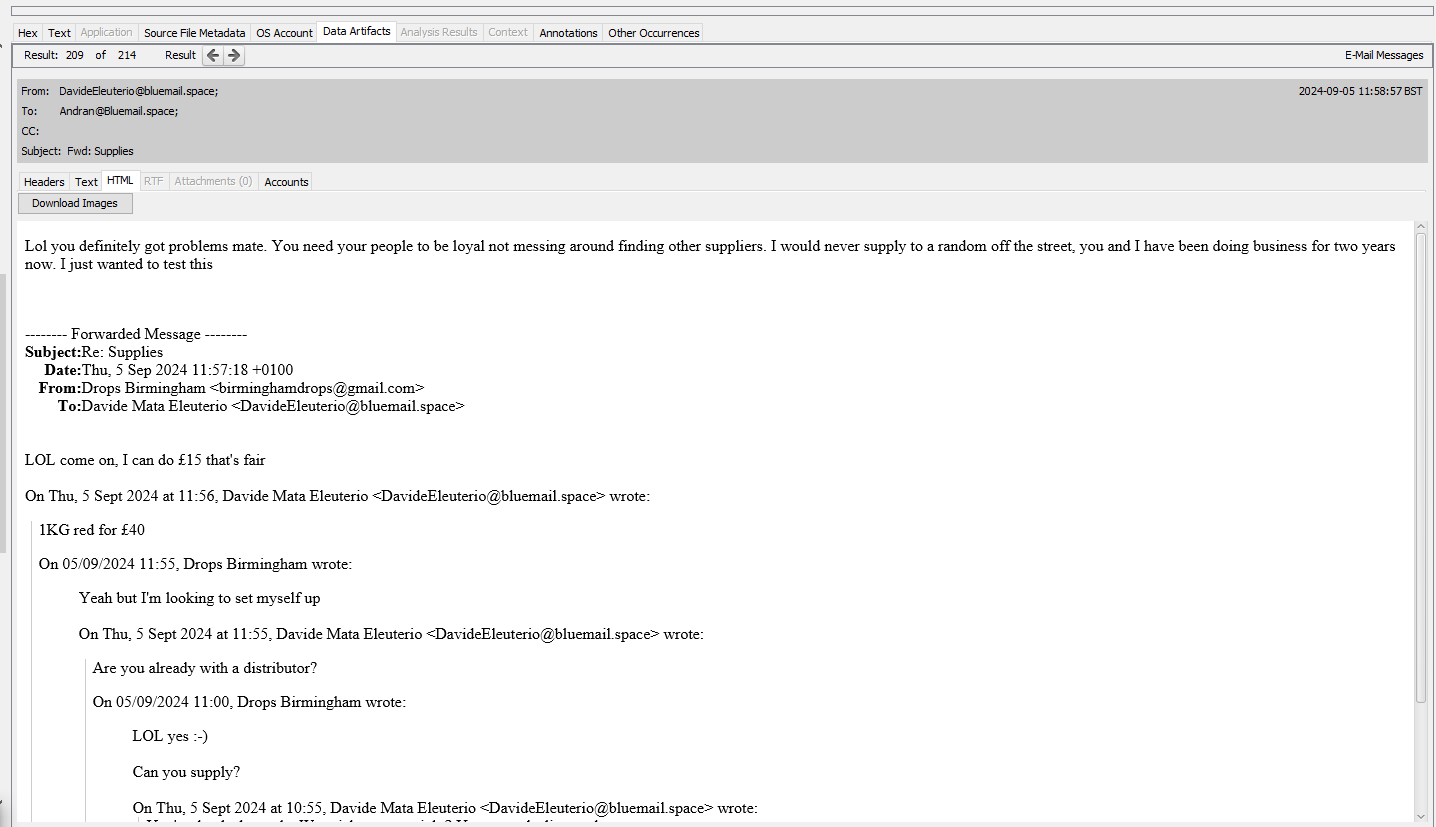 Hex Text Application Source File Metadata OS Account Data Artifacts Analysis Results Context Annotations Other Occurrences
Result: 209 of 214 Result E-Mail Messages
From: DavideEleuterio@bluemail.space; 2024-09-05 11:58:57 BST
To: Andran@Bluemail.space;
CC:
Subject: Fwd: Supplies
Headers Text HTML RTF Attachments (0) Accounts
Download Images
Lol you definitely got problems mate. You need your people to be loyal not messing around finding other suppliers. I would never supply to a random off the street, you and I have been doing business for two years
now. I just wanted to test this
-------- Forwarded Message --------
Subject:Re: Supplies
Date:Thu, 5 Sep 2024 11:57:18 +0100
From:Drops Birmingham <birminghamdrops@gmail.com>
To:Davide Mata Eleuterio <DavideEleuterio@bluemail.space>
LOL come on, I can do £15 that's fair
On Thu, 5 Sept 2024 at 11:56, Davide Mata Eleuterio <DavideEleuterio@bluemail.space> wrote:
1KG red for £40
On 05/09/2024 11:55, Drops Birmingham wrote:
Yeah but I'm looking to set myself up
On Thu, 5 Sept 2024 at 11:55, Davide Mata Eleuterio <DavideEleuterio@bluemail.space> wrote:
Are you already with a distributor?
On 05/09/2024 11:00, Drops Birmingham wrote:
LOL yes :-)
Can you supply?
On Thu, 5 Sept 2024 at 10:55, Davide Mata Eleuterio <DavideEleuterio@bluemail.space> wrote: